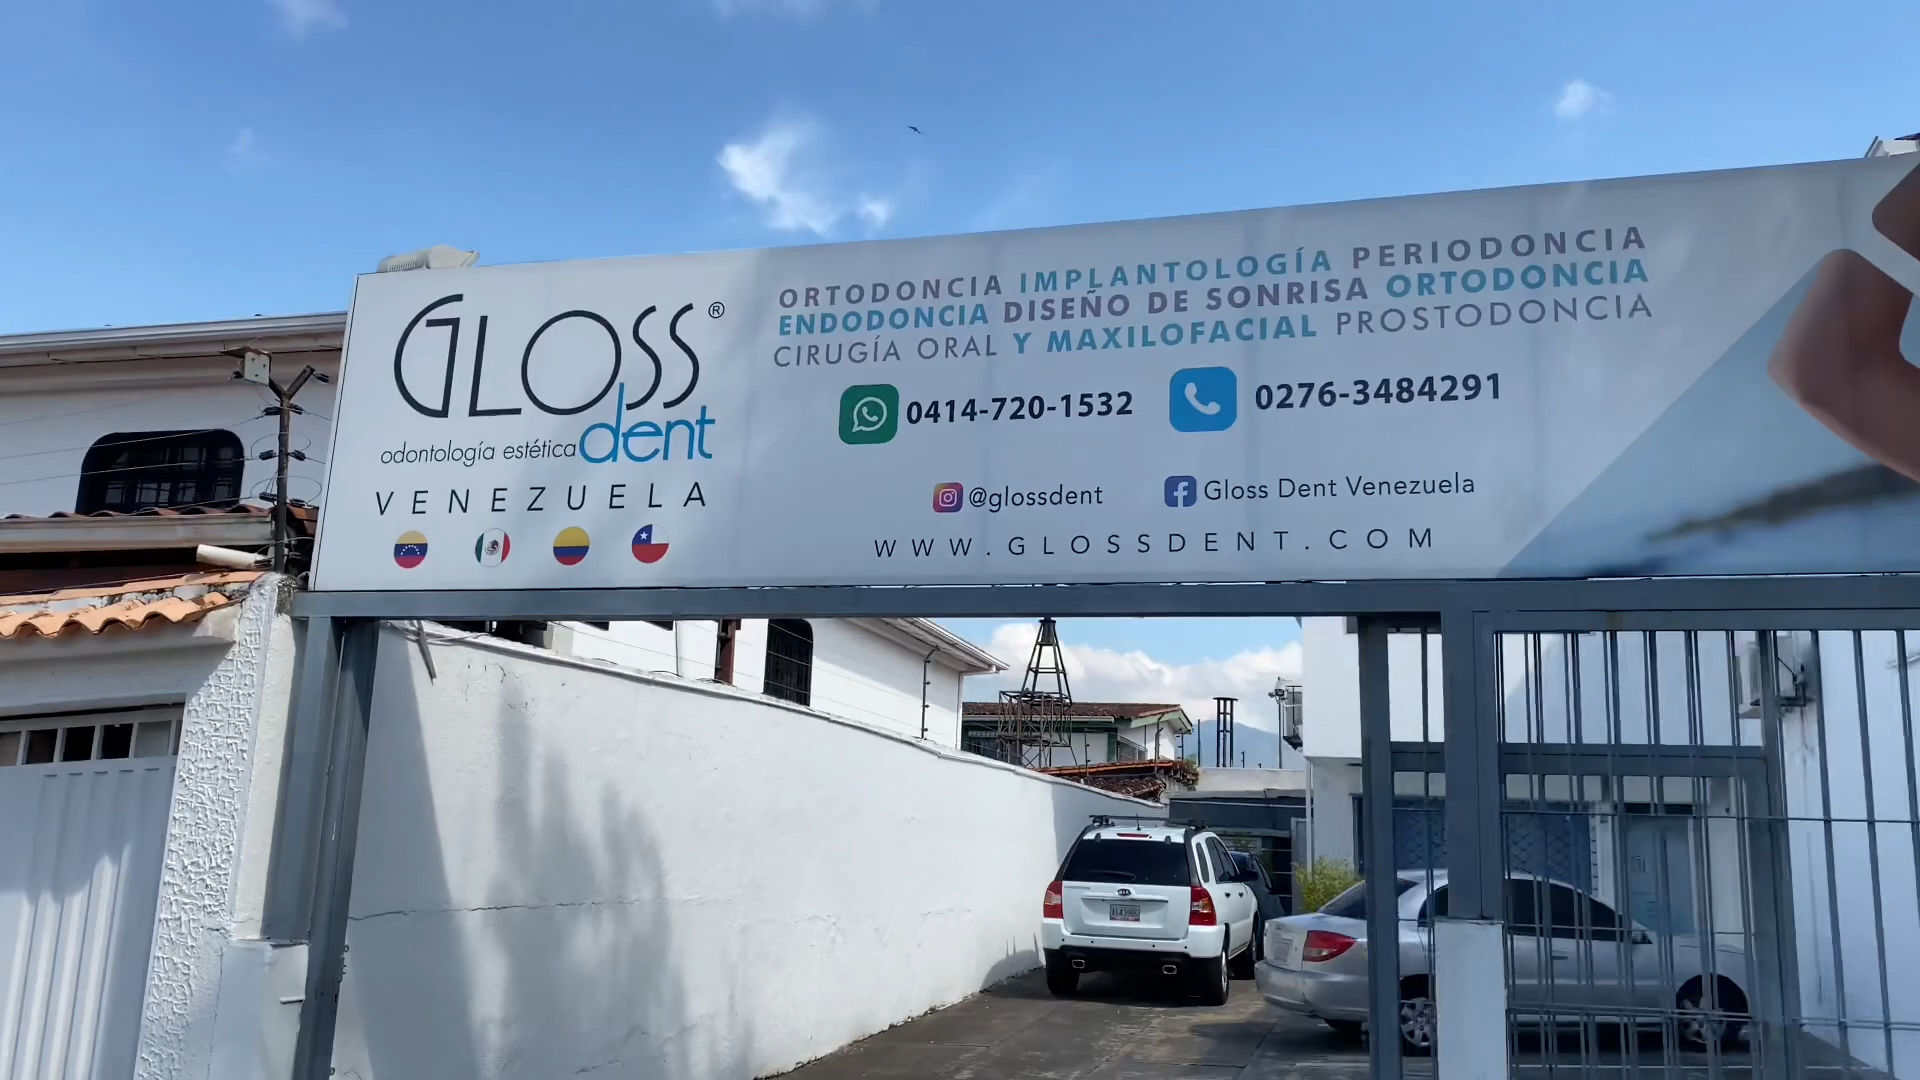 GLOSS®
odontología estética dent
VENEZUELA
ORTODONCIA IMPLANTOLOGÍA PERIODONCIA
ENDODONCIA DISEÑO DE SONRISA ORTODONCIA
CIRUGÍA ORAL Y MAXILOFACIAL PROSTODONCIA
0414-720-1532 0276-3484291
@glossdent Gloss Dent Venezuela
WWW.GLOSSDENT.COM
KIA